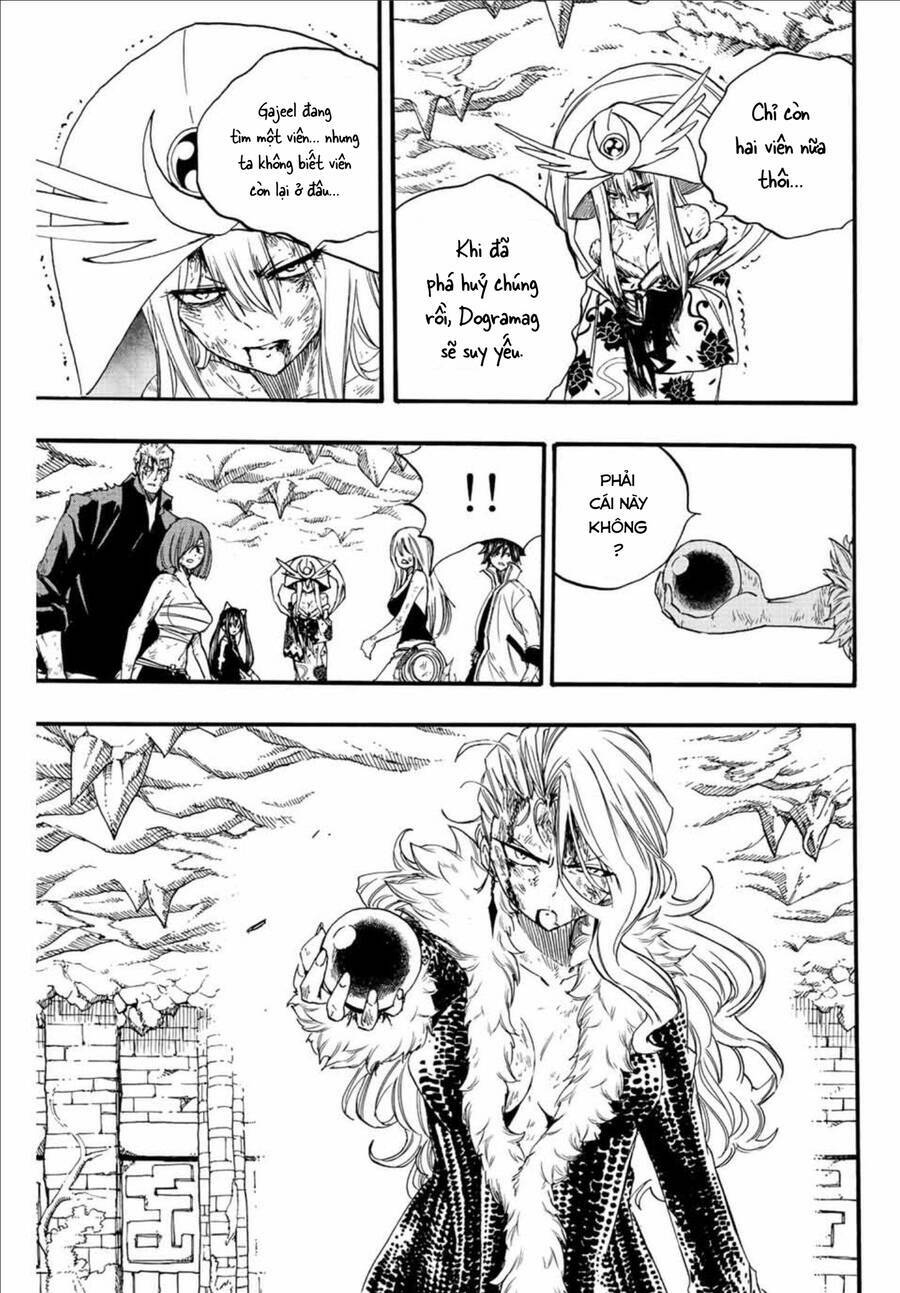 Chỉ còn
hai viên nữa
thôi...
Khi đã
phá huỷ chúng
rồi, Dogramag
sẽ suy yếu.
Gajeel đang
tìm một viên... nhưng
ta không biết viên
còn lại ở đâu...
PHẢI
CÁI NÀY
KHÔNG
?
!!